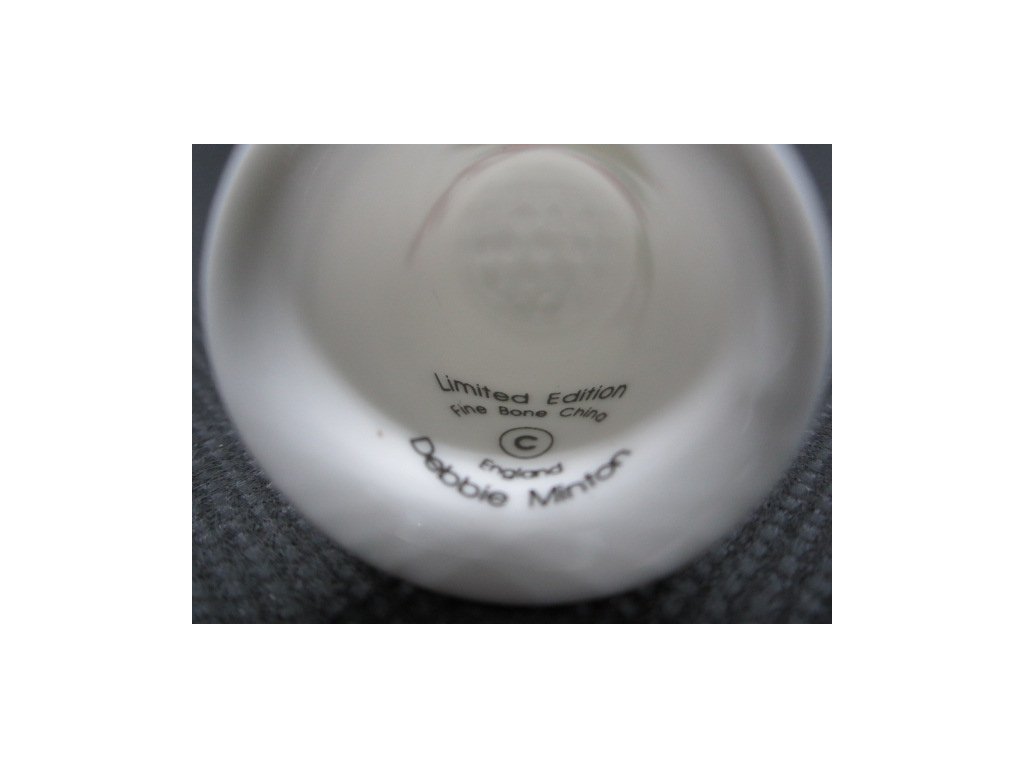 Limited Edition
Fine Bone China
©
England
Debbie Minton